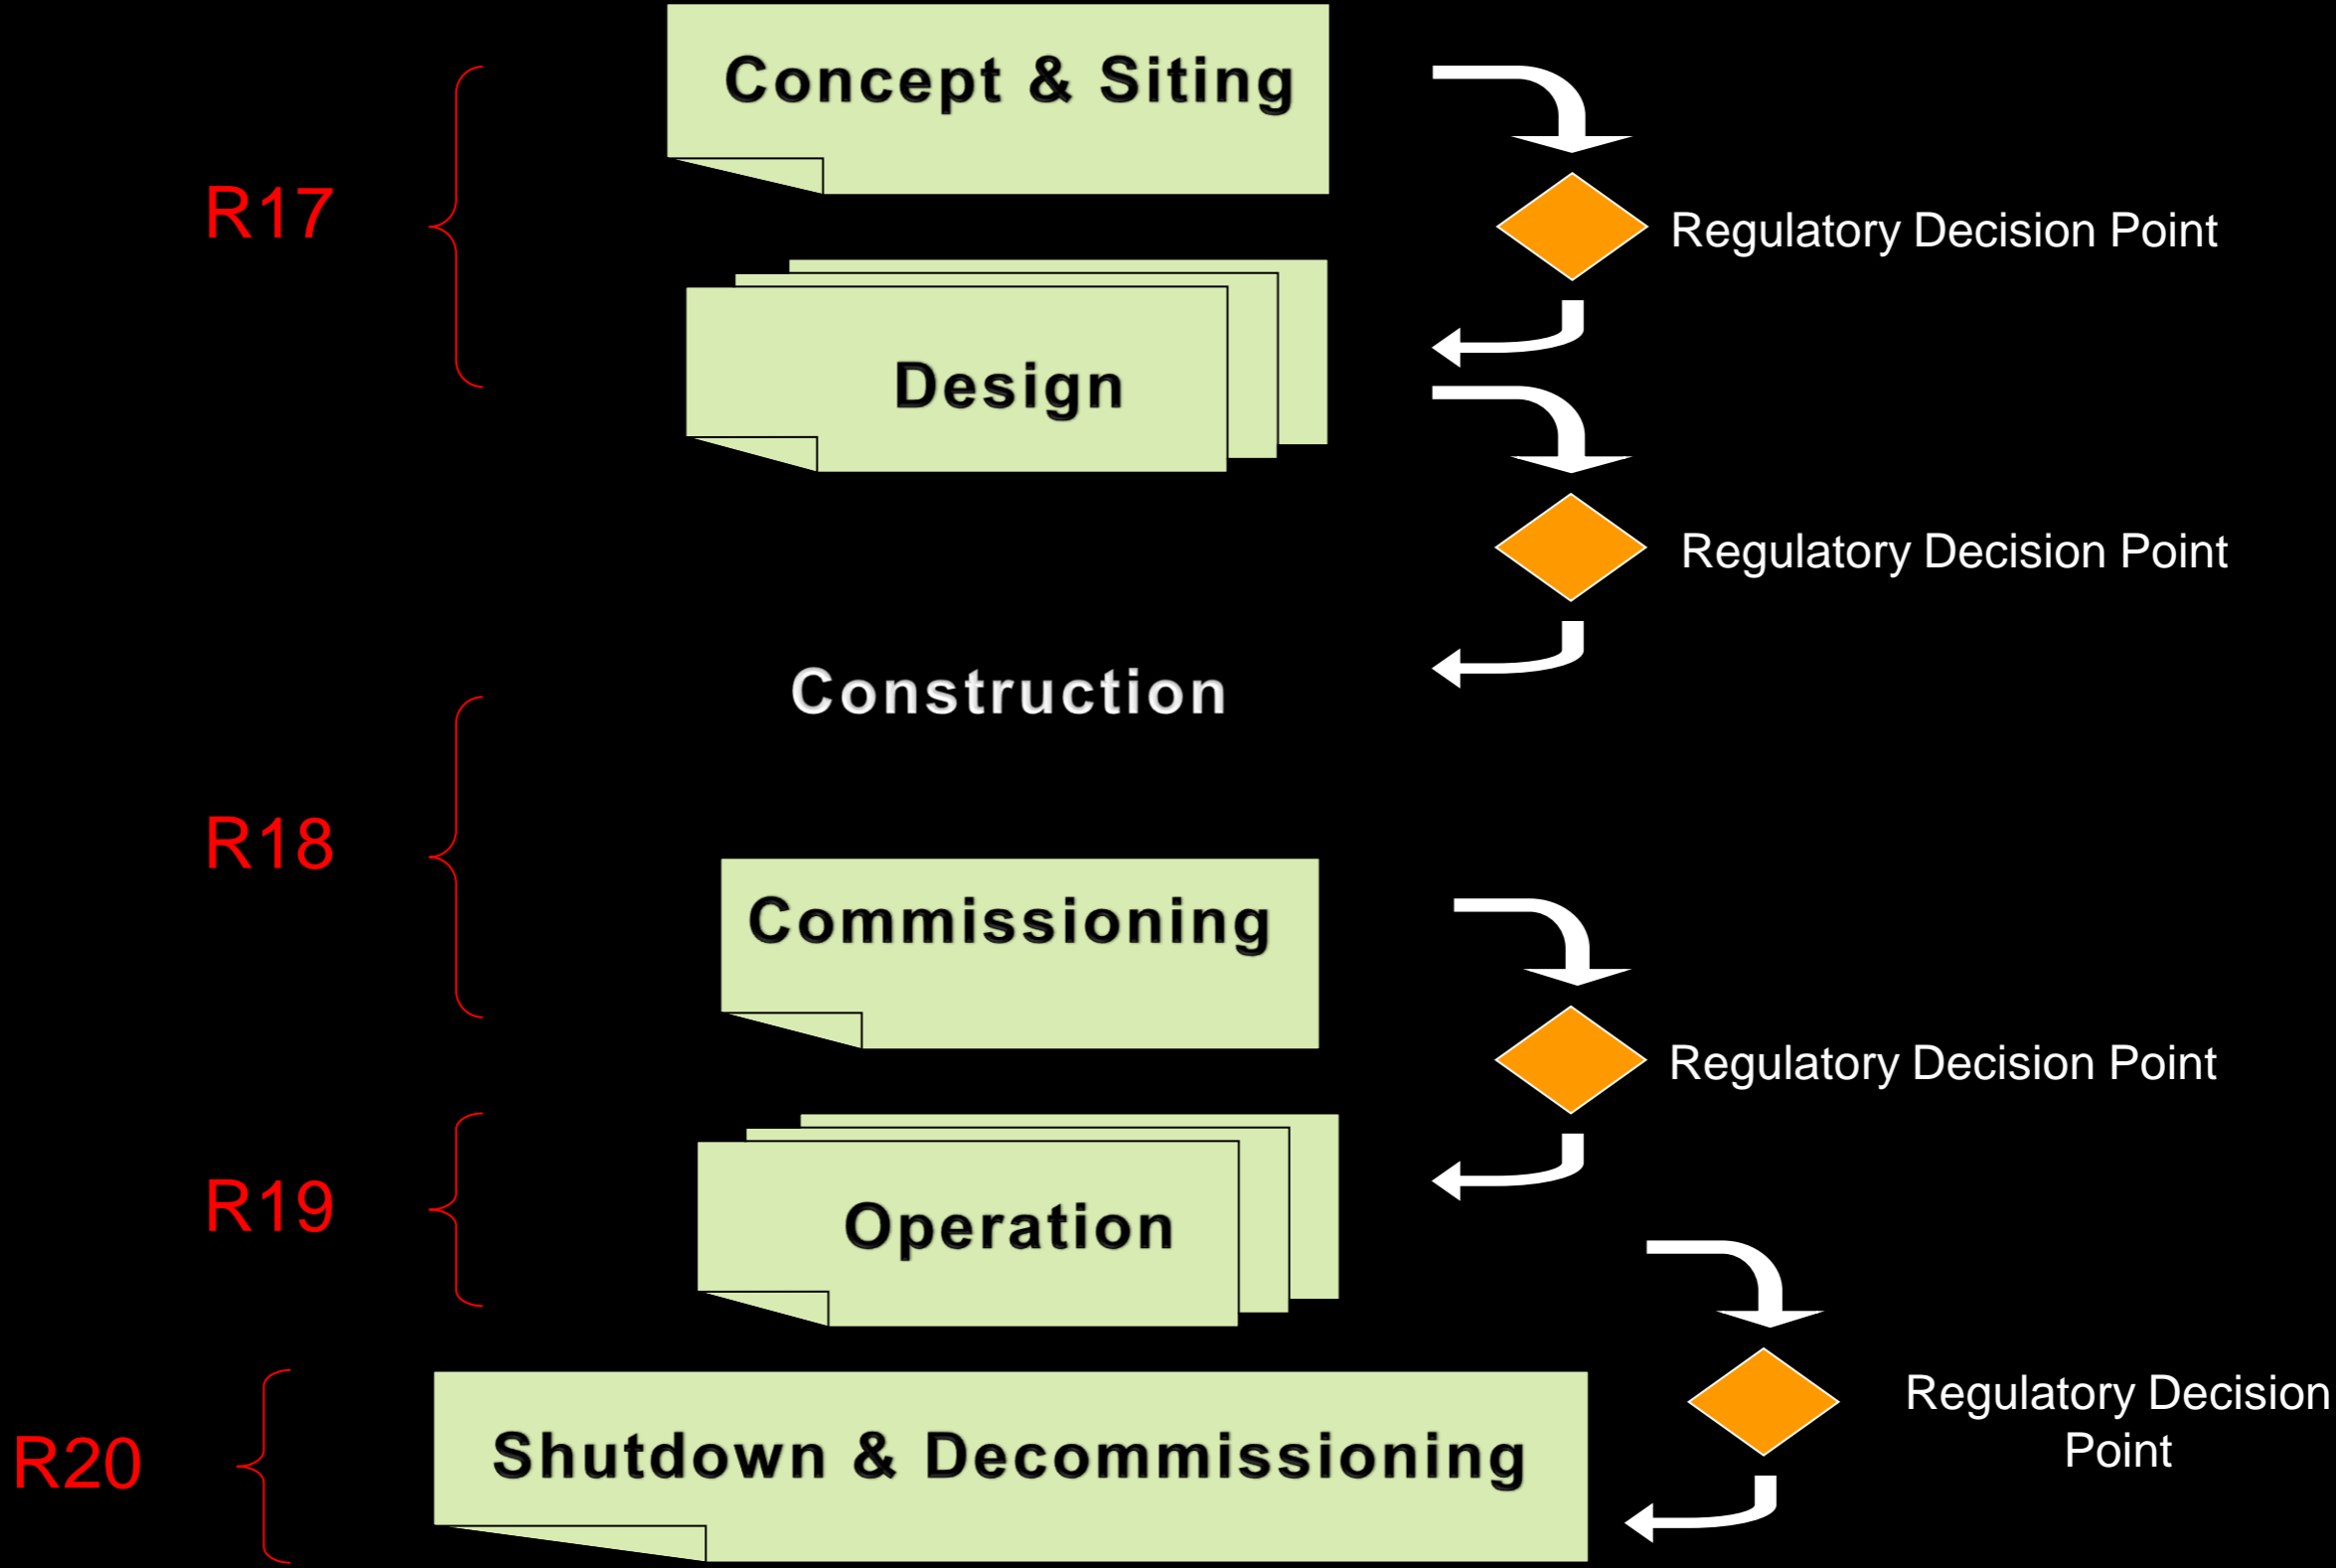 Concept & Siting
R17
Regulatory Decision Point
Design
Regulatory Decision Point
Construction
R18
Commissioning
Regulatory Decision Point
R19
Operation
Regulatory Decision
Point
R20
Shutdown & Decommissioning